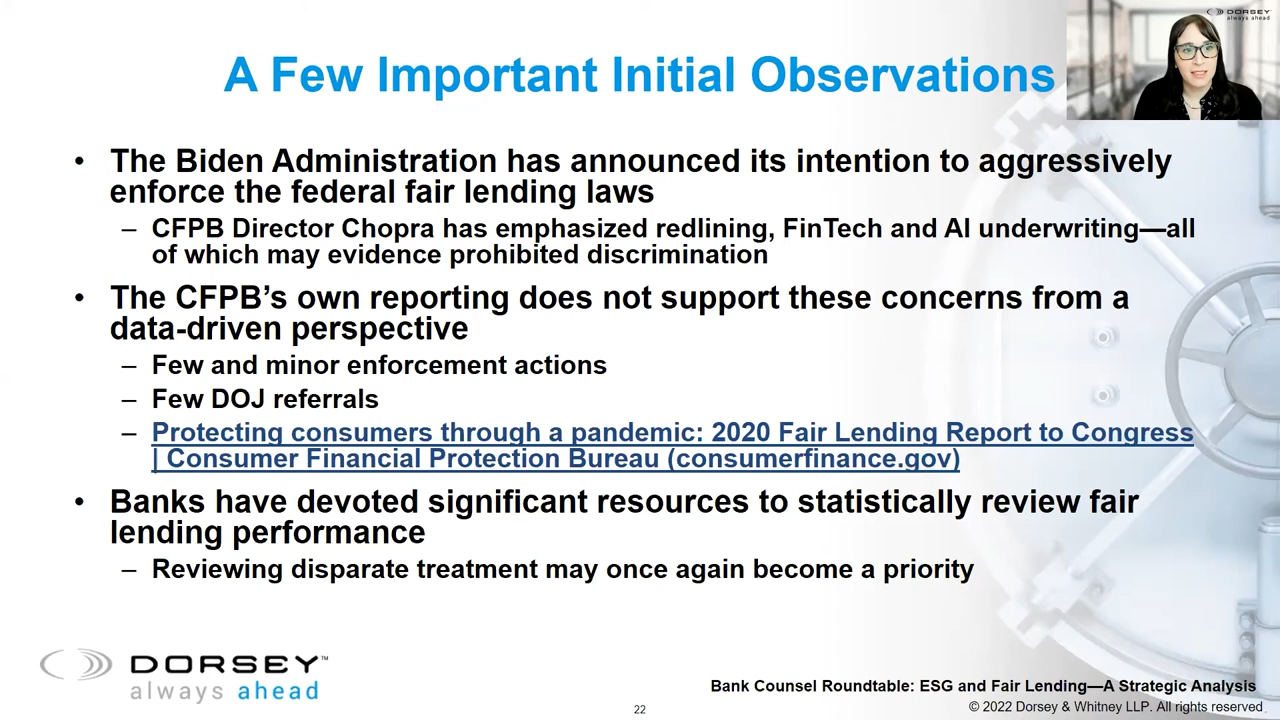 DORSEY
always ahead
A Few Important Initial Observations
• The Biden Administration has announced its intention to aggressively
enforce the federal fair lending laws
– CFPB Director Chopra has emphasized redlining, FinTech and AI underwriting—all
of which may evidence prohibited discrimination
• The CFPB’s own reporting does not support these concerns from a
data-driven perspective
– Few and minor enforcement actions
– Few DOJ referrals
– Protecting consumers through a pandemic: 2020 Fair Lending Report to Congress
| Consumer Financial Protection Bureau (consumerfinance.gov)
• Banks have devoted significant resources to statistically review fair
lending performance
– Reviewing disparate treatment may once again become a priority
DORSEY™
always ahead
Bank Counsel Roundtable: ESG and Fair Lending—A Strategic Analysis
22
© 2022 Dorsey & Whitney LLP. All rights reserved.